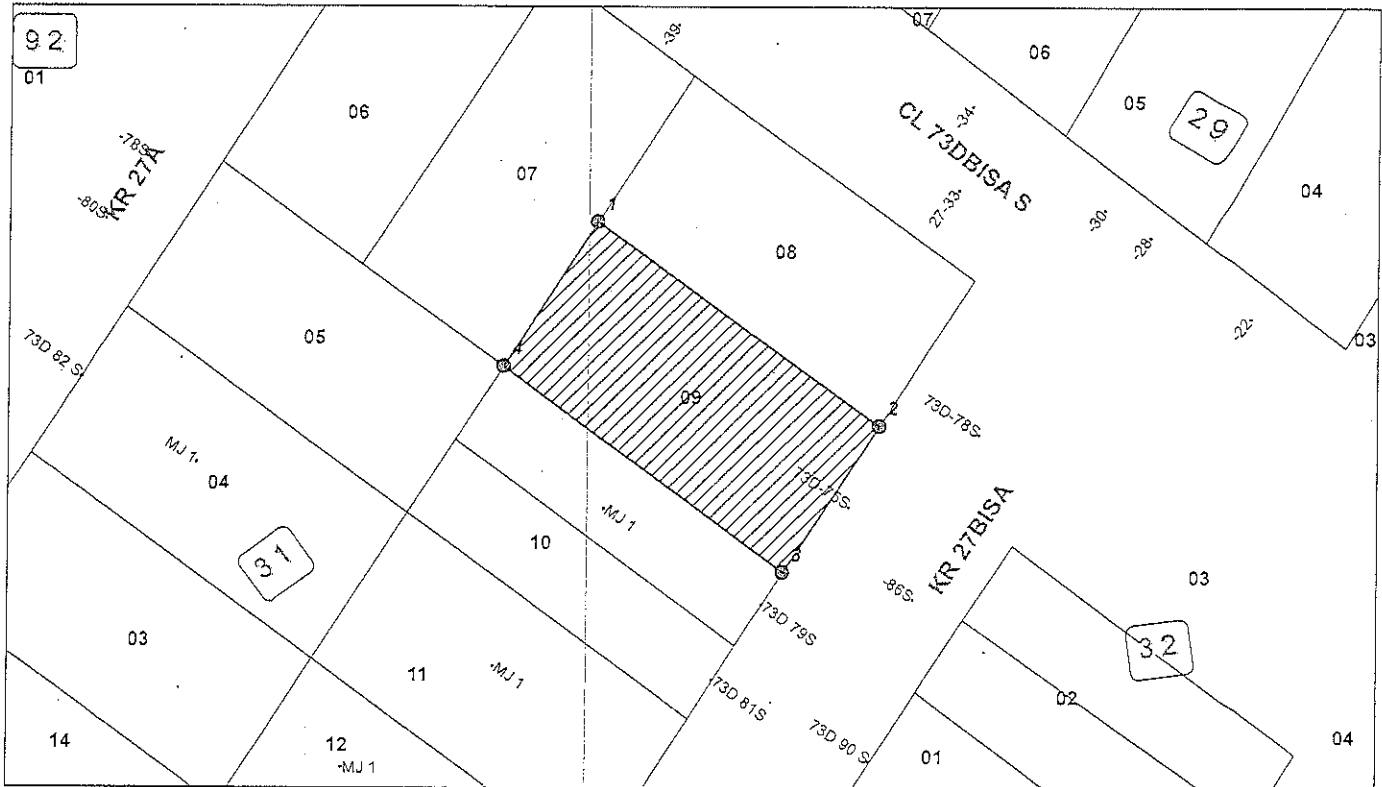 92
01
06
-78S
-80S
KR 27A
07
1
-39-
07
06
05
29
04
CL 73DBISA S
-34-
27-33-
-30-
-28-
-22-
03
08
05
4
09
2
73D-78S-
73D-75S-
3
73D 82 S-
MJ 1-
04
31
10
-MJ 1
-86S-
KR 27BISA
03
32
-73D 79S
03
11
-MJ 1
-73D 81S
02
14
12
-MJ 1
73D 90 S-
01
04